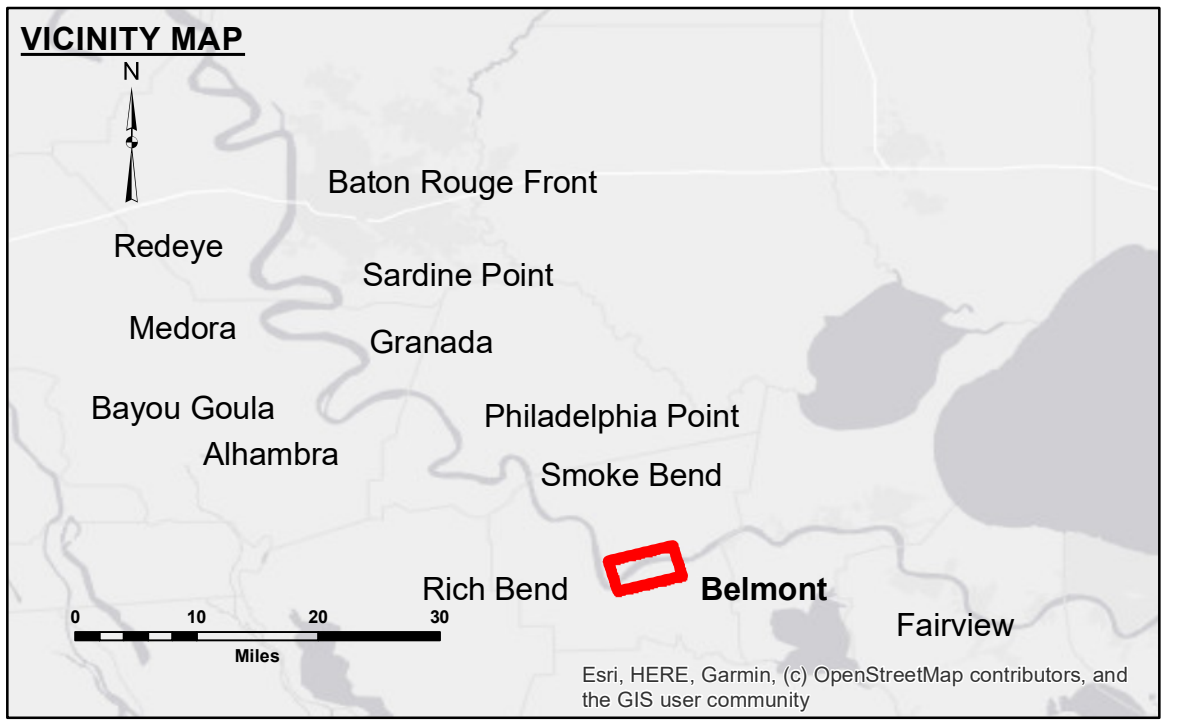 VICINITY MAP
N
Baton Rouge Front
Redeye
Sardine Point
Medora
Granada
Bayou Goula
Philadelphia Point
Alhambra
Smoke Bend
Rich Bend
Belmont
Fairview
0 10 20 30
Miles
Esri, HERE, Garmin, (c) OpenStreetMap contributors, and
the GIS user community